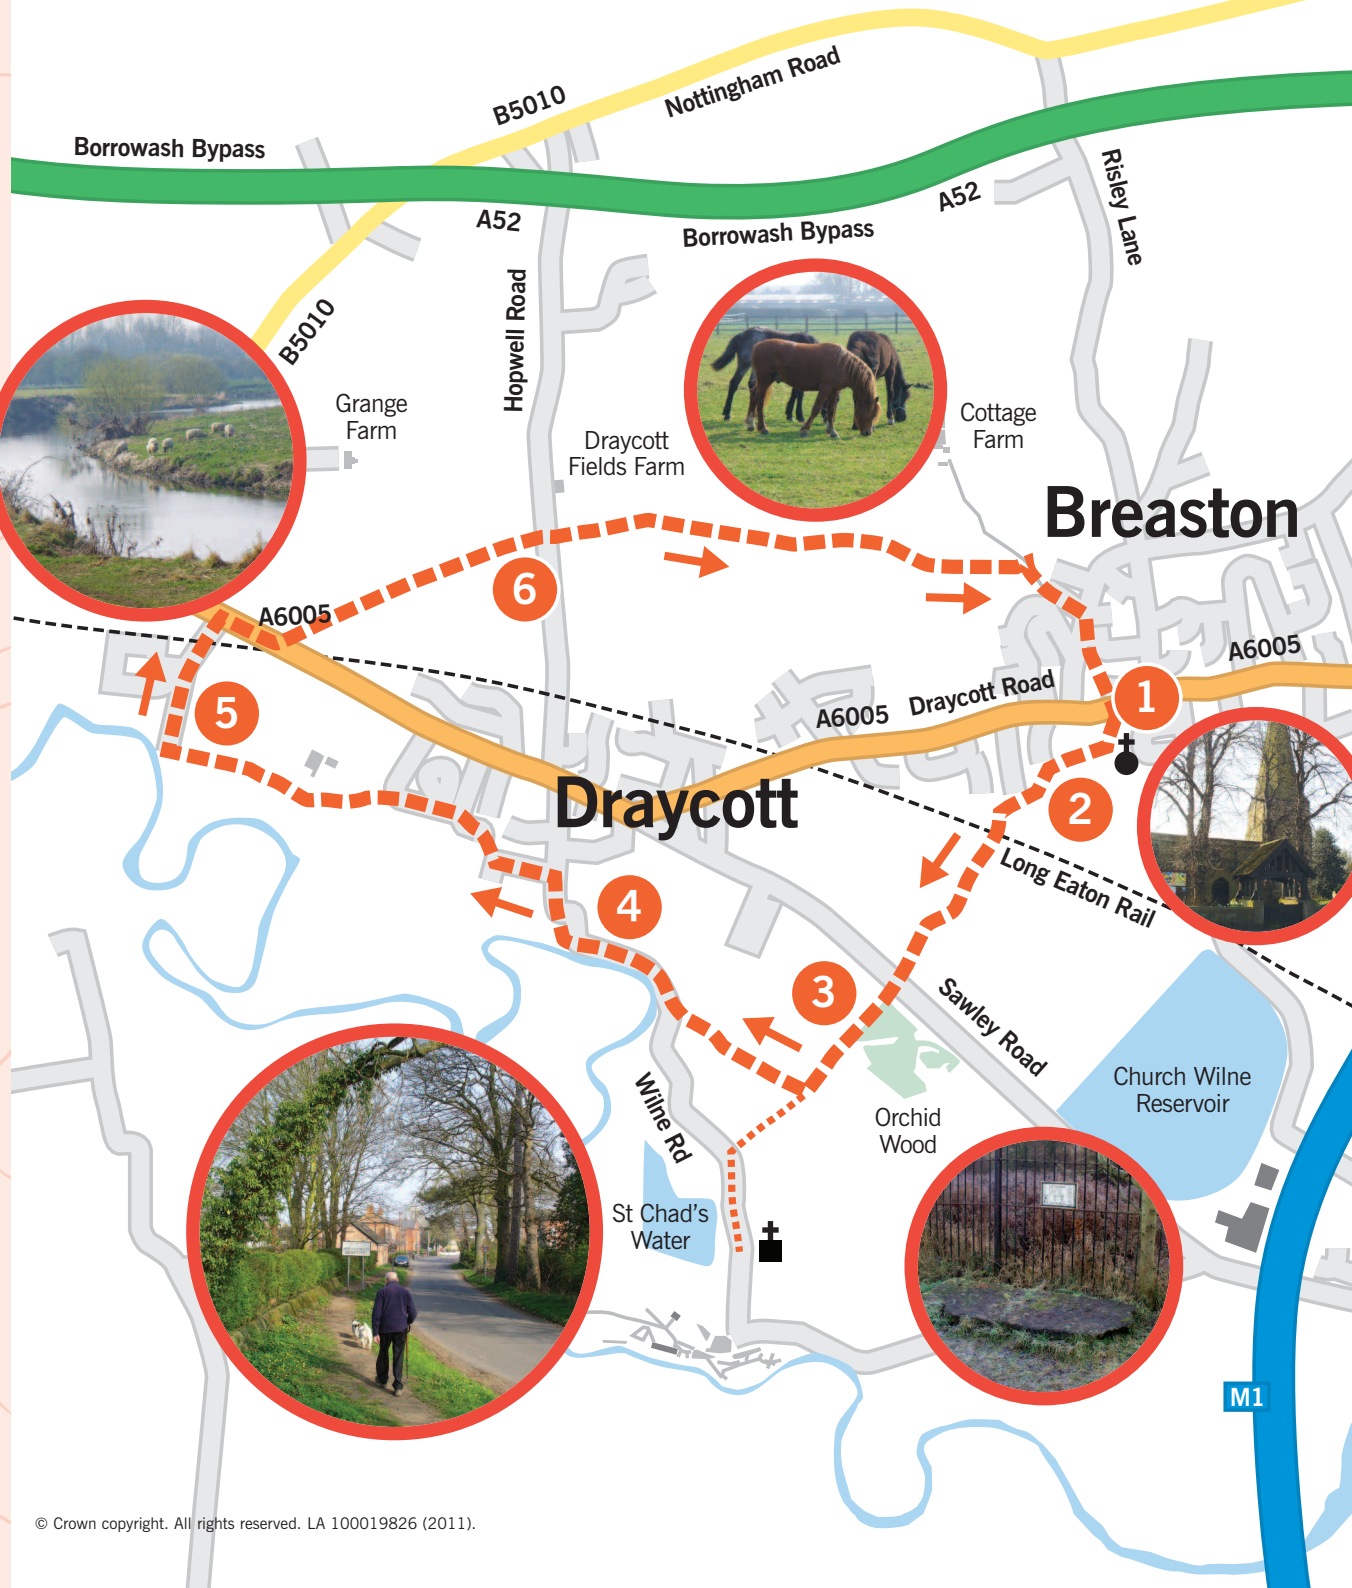 B5010
Nottingham Road
Borrowash Bypass
A52
A52
Risley Lane
Borrowash Bypass
B5010
Hopwell Road
Grange
Farm
Draycott
Fields Farm
Cottage
Farm
Breaston
6
A6005
A6005
1
5
Draycott Road
A6005
Draycott
2
Long Eaton Rail
4
3
Sawley Road
Wilne Rd
Church Wilne
Reservoir
Orchid
Wood
St Chad's
Water
M1
© Crown copyright. All rights reserved. LA 100019826 (2011).